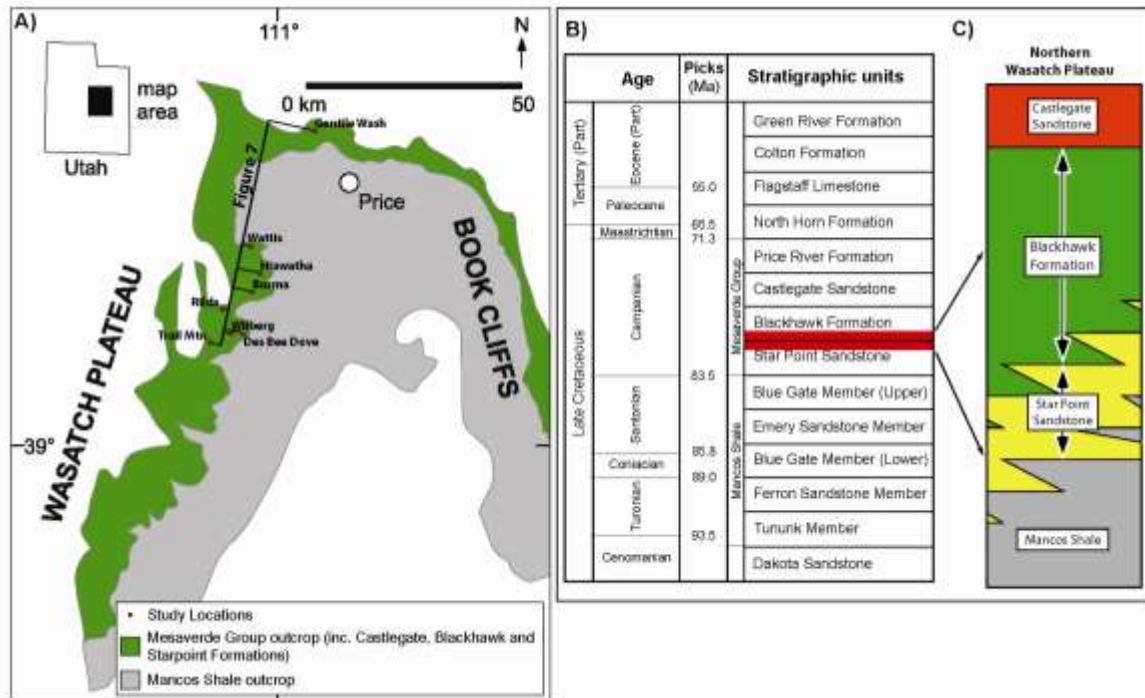 A)
111°
N
map
area
Utah
0 km
50
Gentile Wash
Figure 7
Price
Wattis
Hiawatha
BOOK CLIFFS
Rilda
Trail Mtn
Wilberg
Des Bee Dove
WASATCH PLATEAU
39°
Study Locations
Mesaverde Group outcrop (inc. Castlegate, Blackhawk and
Starpoint Formations)
Mancos Shale outcrop
B)
Age
Picks
(Ma)
Stratigraphic units
Tertiary (Part)
Late Cretaceous
Eocene (Part)
Paleocene
Maastrichtian
Campanian
Santonian
Coniacian
Turonian
Cenomanian
95.0
65.5
71.3
83.5
85.8
89.0
93.5
Mesaverde Group
Mancos Shale
Green River Formation
Colton Formation
Flagstaff Limestone
North Horn Formation
Price River Formation
Castlegate Sandstone
Blackhawk Formation
Star Point Sandstone
Blue Gate Member (Upper)
Emery Sandstone Member
Blue Gate Member (Lower)
Ferron Sandstone Member
Tununk Member
Dakota Sandstone
C)
Northern
Wasatch Plateau
Castlegate
Sandstone
Blackhawk
Formation
Star Point
Sandstone
Mancos Shale